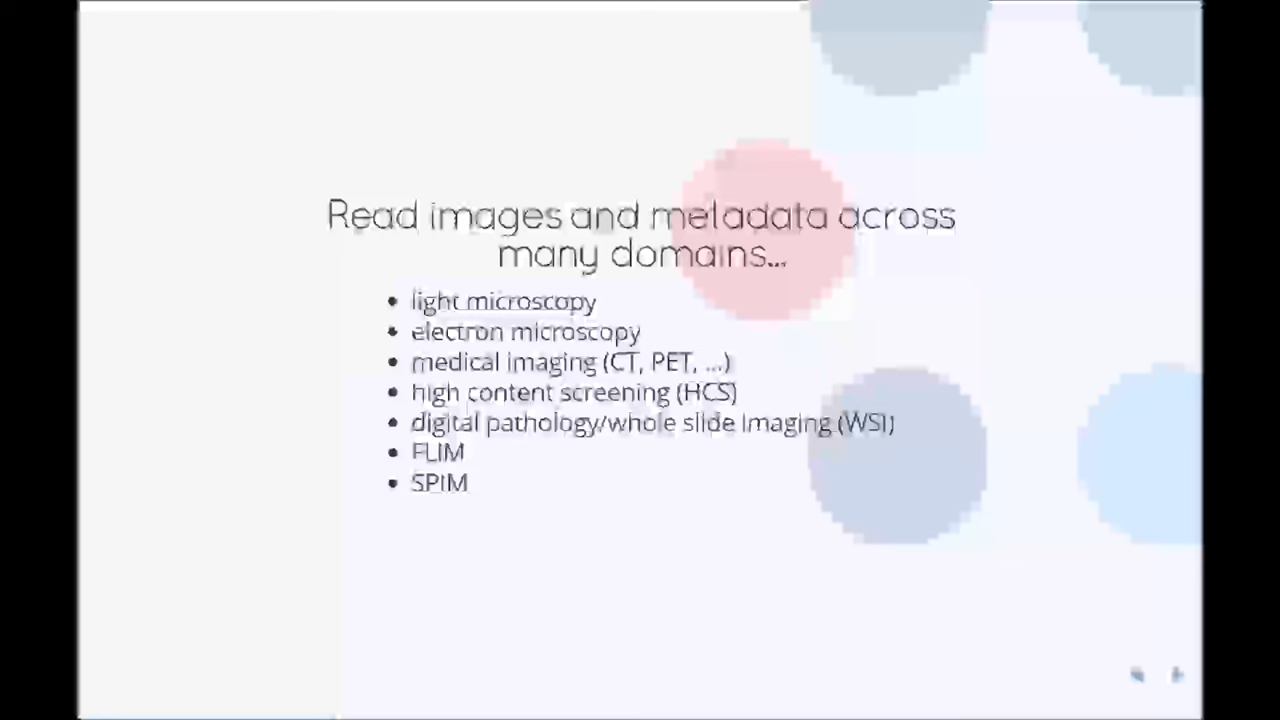 Read images and metadata across
many domains...
• light microscopy
• electron microscopy
• medical imaging (CT, PET, ...)
• high content screening (HCS)
• digital pathology/whole slide imaging (WSI)
• FLIM
• SPIM